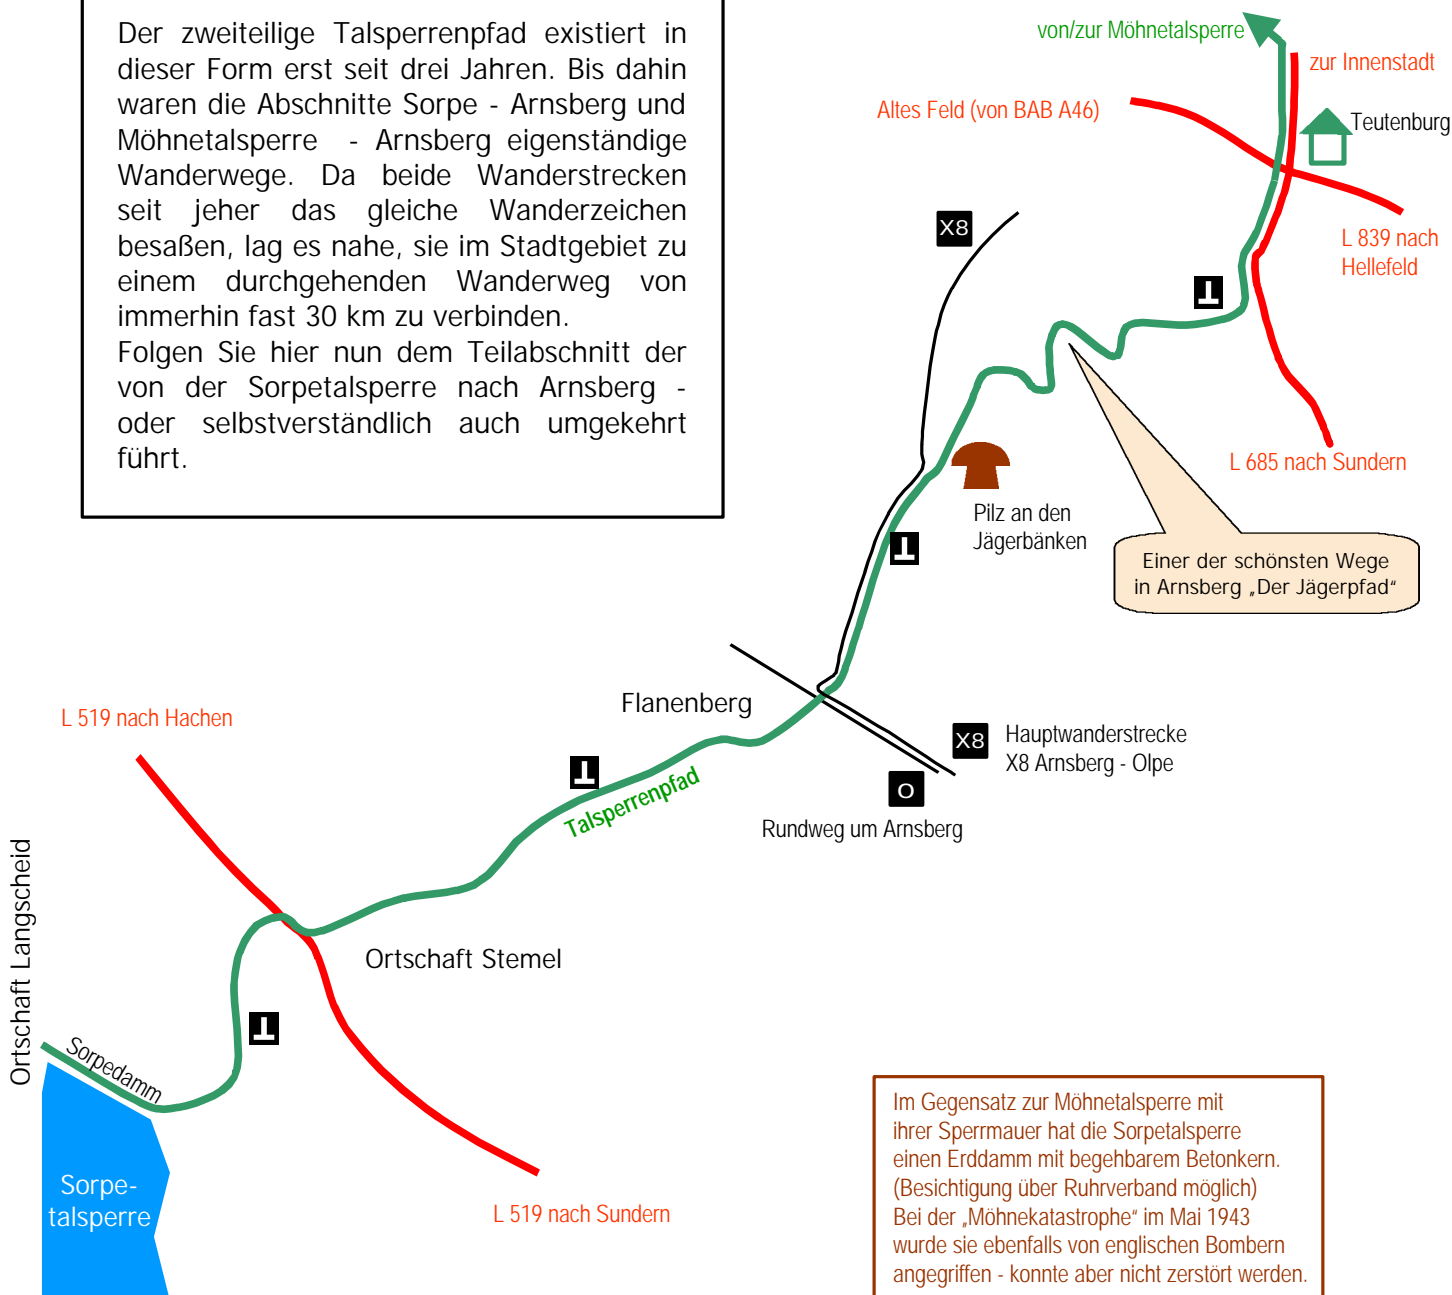 Der zweiteilige Talsperrenpfad existiert in
dieser Form erst seit drei Jahren. Bis dahin
waren die Abschnitte Sorpe - Arnsberg und
Möhnetalsperre - Arnsberg eigenständige
Wanderwege. Da beide Wanderstrecken
seit jeher das gleiche Wanderzeichen
besaßen, lag es nahe, sie im Stadtgebiet zu
einem durchgehenden Wanderweg von
immerhin fast 30 km zu verbinden.
Folgen Sie hier nun dem Teilabschnitt der
von der Sorpetalsperre nach Arnsberg -
oder selbstverständlich auch umgekehrt
führt.
von/zur Möhnetalsperre
zur Innenstadt
Altes Feld (von BAB A46)
Teutenburg
X8
L 839 nach
Hellefeld
L 685 nach Sundern
Pilz an den
Jägerbänken
Einer der schönsten Wege
in Arnsberg „Der Jägerpfad“
Flanenberg
L 519 nach Hachen
X8
Hauptwanderstrecke
X8 Arnsberg - Olpe
O
Rundweg um Arnsberg
Talsperrenpfad
Ortschaft Langscheid
Ortschaft Stemel
Sorpedamm
Sorpe-
talsperre
L 519 nach Sundern
Im Gegensatz zur Möhnetalsperre mit
ihrer Sperrmauer hat die Sorpetalsperre
einen Erddamm mit begehbarem Betonkern.
(Besichtigung über Ruhrverband möglich)
Bei der „Möhnekatastrophe“ im Mai 1943
wurde sie ebenfalls von englischen Bombern
angegriffen - konnte aber nicht zerstört werden.